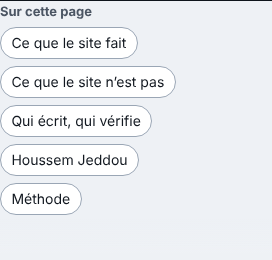 Sur cette page
Ce que le site fait
Ce que le site n’est pas
Qui écrit, qui vérifie
Houssem Jeddou
Méthode